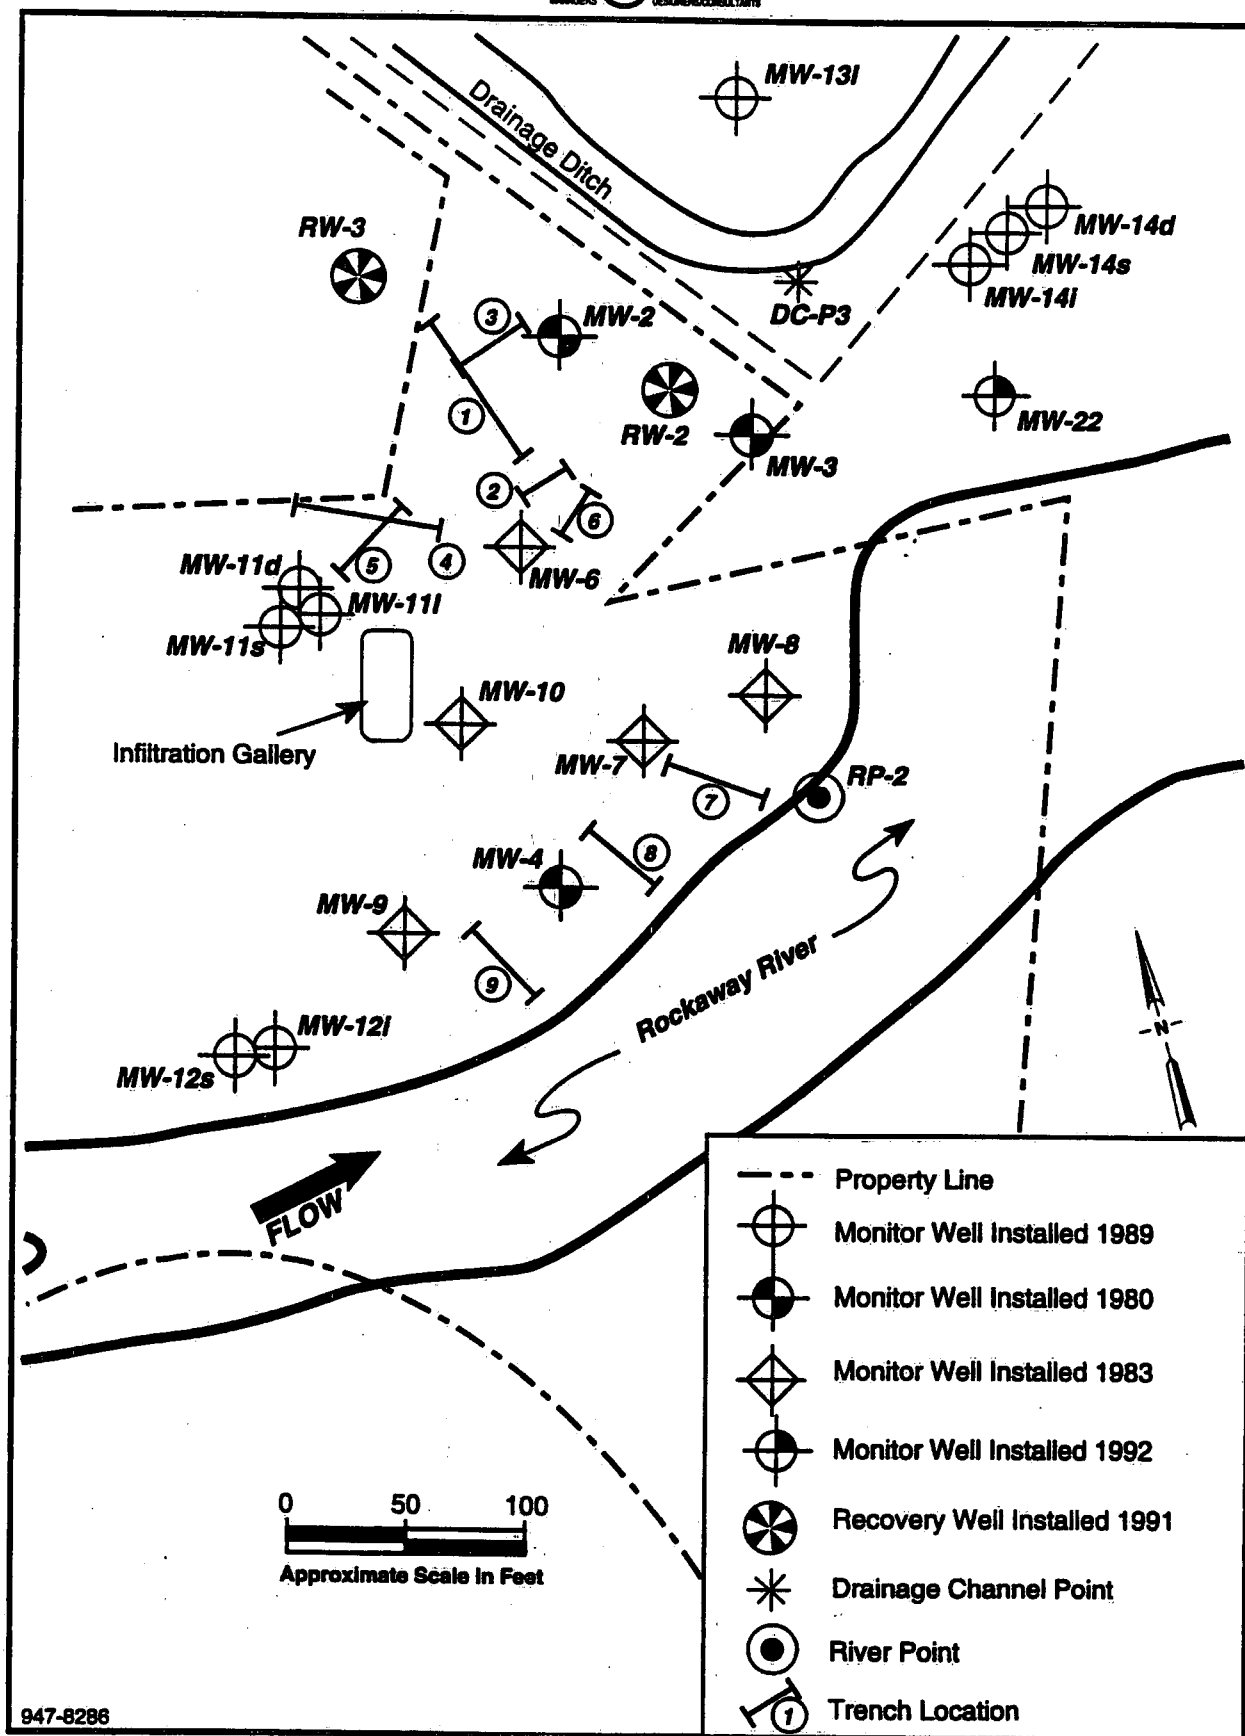 MW-13I
Drainage Ditch
MW-14d
RW-3
MW-14s
MW-14i
3
MW-2
DC-P3
1
RW-2
MW-22
MW-3
2
6
MW-11d
5
4
MW-6
MW-11I
MW-11s
MW-8
MW-10
Infiltration Gallery
MW-7
RP-2
7
MW-4
8
MW-9
Rockaway River
9
N
MW-12i
MW-12s
FLOW
Property Line
Monitor Well Installed 1989
Monitor Well Installed 1980
Monitor Well Installed 1983
Monitor Well Installed 1992
Recovery Well Installed 1991
Drainage Channel Point
River Point
1 Trench Location
0 50 100
Approximate Scale in Feet
947-8286